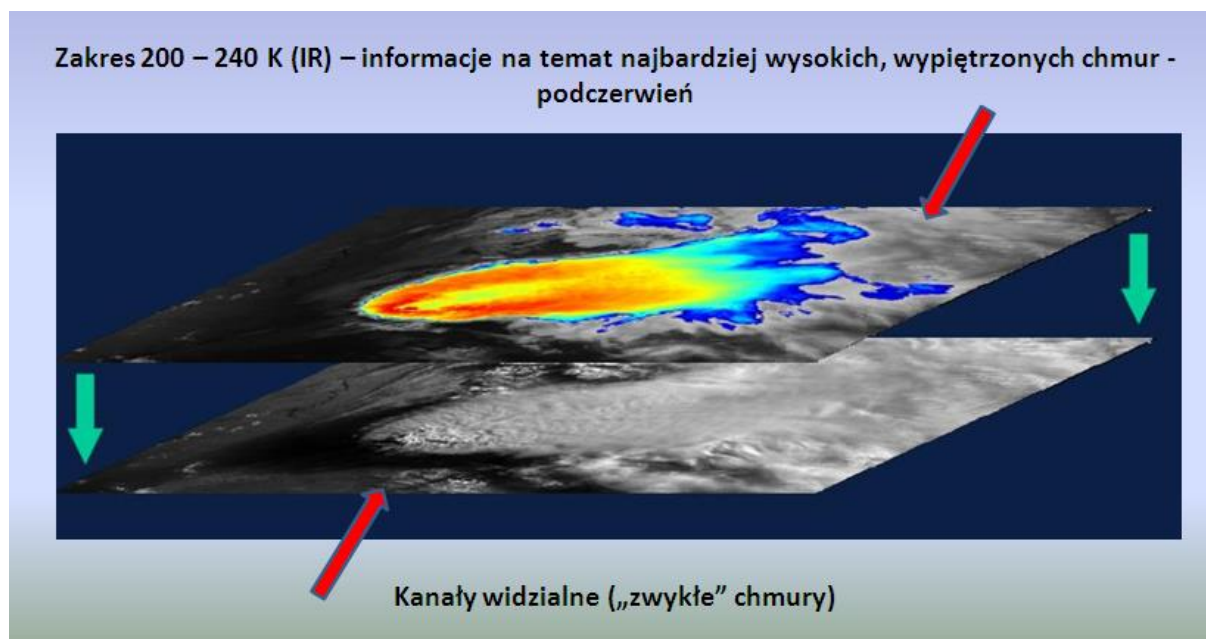 Zakres 200 – 240 K (IR) – informacje na temat najbardziej wysokich, wypiętrzonych chmur -
podczerwień
Kanały widzialne („zwykłe” chmury)